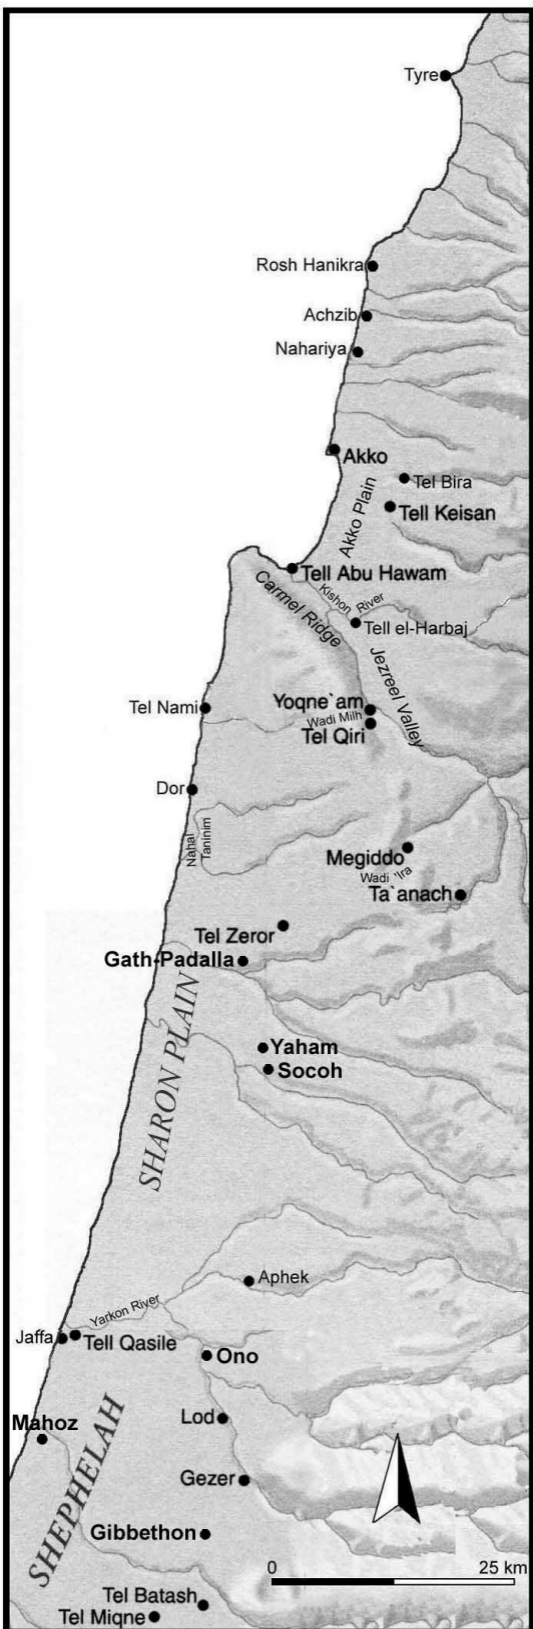 Tyre
Rosh Hanikra
Achzib
Nahariya
Akko
Tel Bira
Akko Plain
Tell Keisan
Tell Abu Hawam
Carmel Ridge
Kishon River
Tell el-Harbaj
Jezreel Valley
Tel Nami
Yoqne`am
Wadi Milh
Tel Qiri
Dor
Nahal
Taninim
Megiddo
Wadi 'Ira
Ta`anach
Tel Zeror
Gath-Padalla
SHARON PLAIN
Yaham
Socoh
Aphek
Yarkon River
Jaffa
Tell Qasile
Ono
Lod
Mahoz
SHEPHELAH
Gezer
Gibbethon
0 25 km
Tel Batash
Tel Miqne